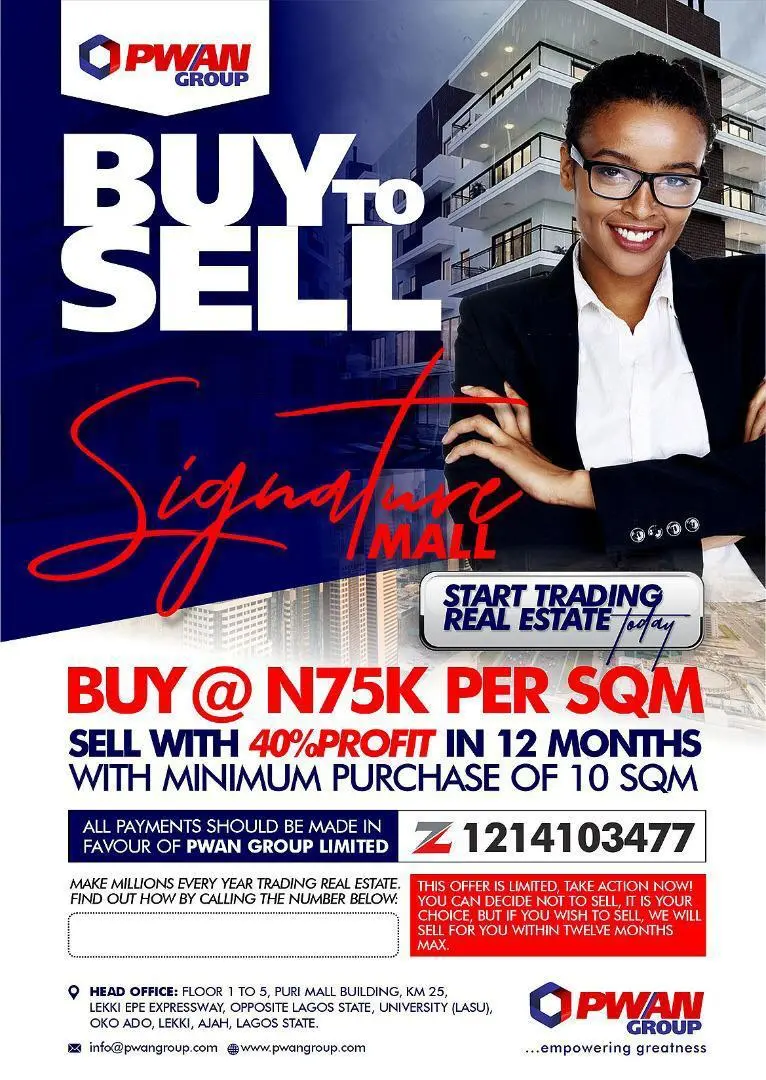 PWAN
GROUP
BUY TO
SELL
Signature
MALL
START TRADING
REAL ESTATE today
BUY @ N75K PER SQM
SELL WITH 40%PROFIT IN 12 MONTHS
WITH MINIMUM PURCHASE OF 10 SQM
ALL PAYMENTS SHOULD BE MADE IN
FAVOUR OF PWAN GROUP LIMITED
1214103477
MAKE MILLIONS EVERY YEAR TRADING REAL ESTATE.
FIND OUT HOW BY CALLING THE NUMBER BELOW:
THIS OFFER IS LIMITED, TAKE ACTION NOW!
YOU CAN DECIDE NOT TO SELL, IT IS YOUR
CHOICE, BUT IF YOU WISH TO SELL, WE WILL
SELL FOR YOU WITHIN TWELVE MONTHS
MAX.
HEAD OFFICE: FLOOR 1 TO 5, PURI MALL BUILDING, KM 25,
LEKKI EPE EXPRESSWAY, OPPOSITE LAGOS STATE, UNIVERSITY (LASU),
OKO ADO, LEKKI, AJAH, LAGOS STATE.
info@pwangroup.com www.pwangroup.com
PWAN
GROUP
...empowering greatness